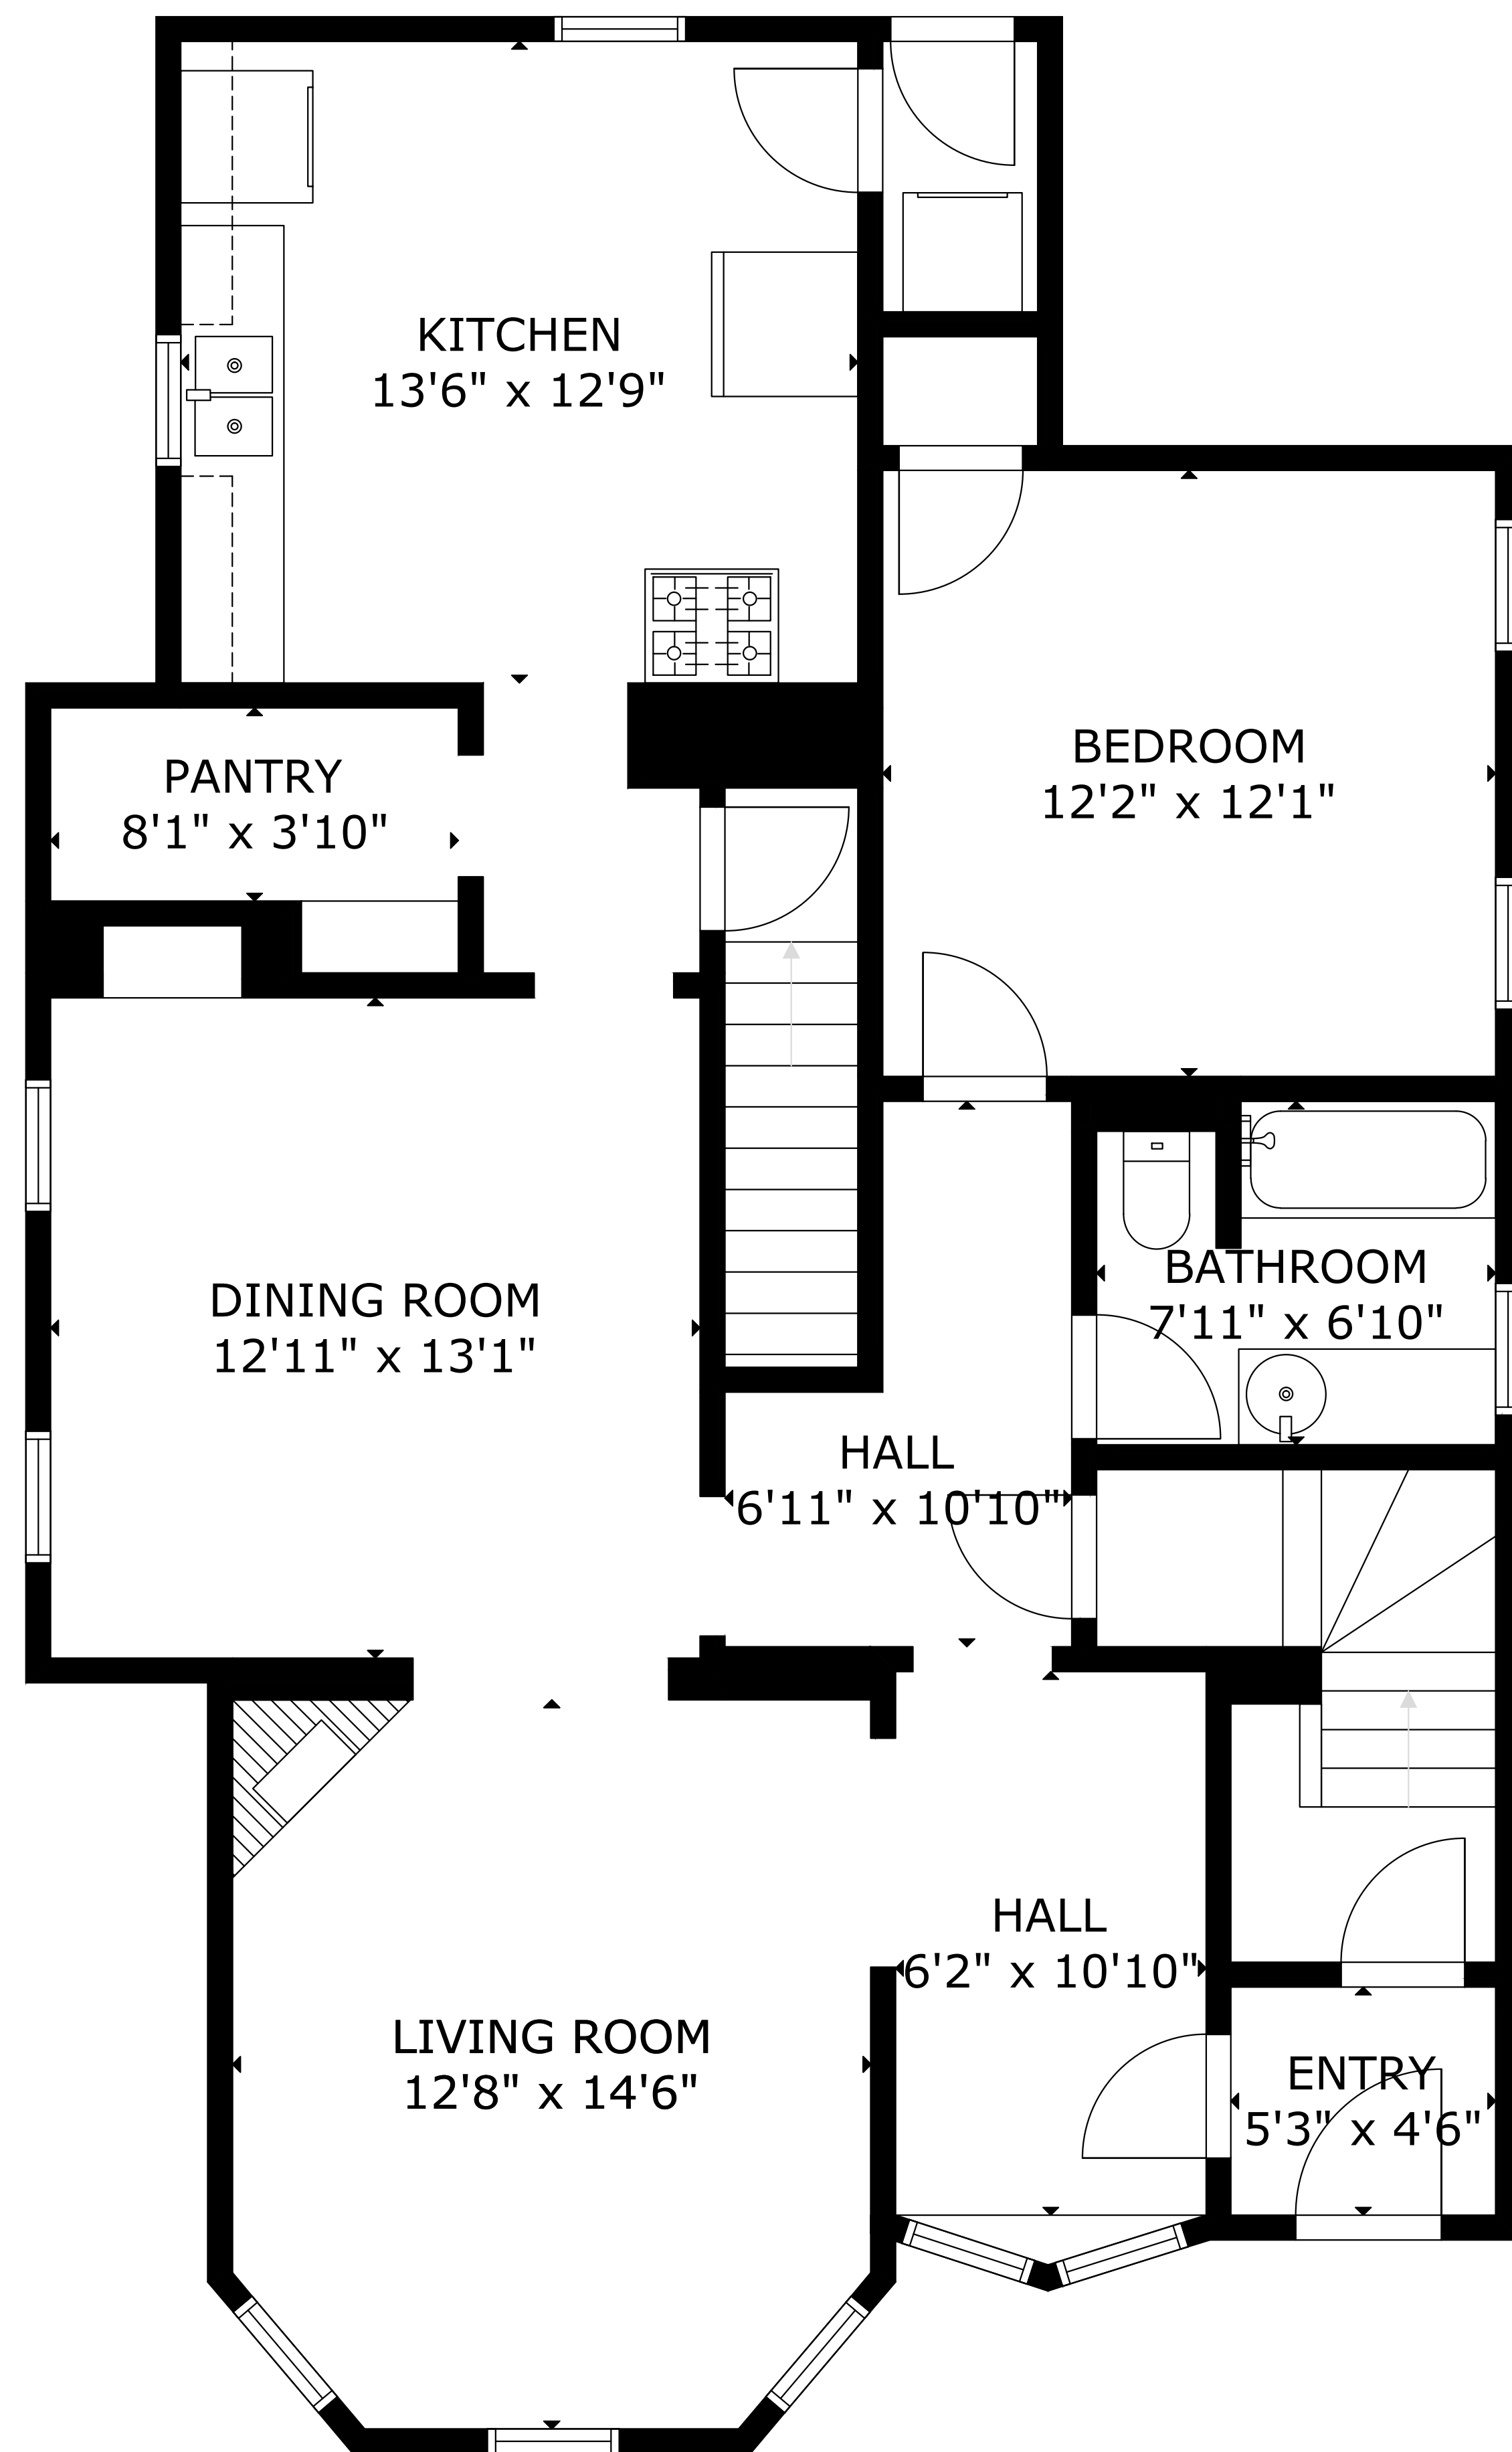 KITCHEN
13'6" x 12'9"
BEDROOM
12'2" x 12'1"
PANTRY
8'1" x 3'10"
BATHROOM
7'11" x 6'10"
DINING ROOM
12'11" x 13'1"
HALL
6'11" x 10'10"
HALL
6'2" x 10'10"
LIVING ROOM
12'8" x 14'6"
ENTRY
5'3" x 4'6"